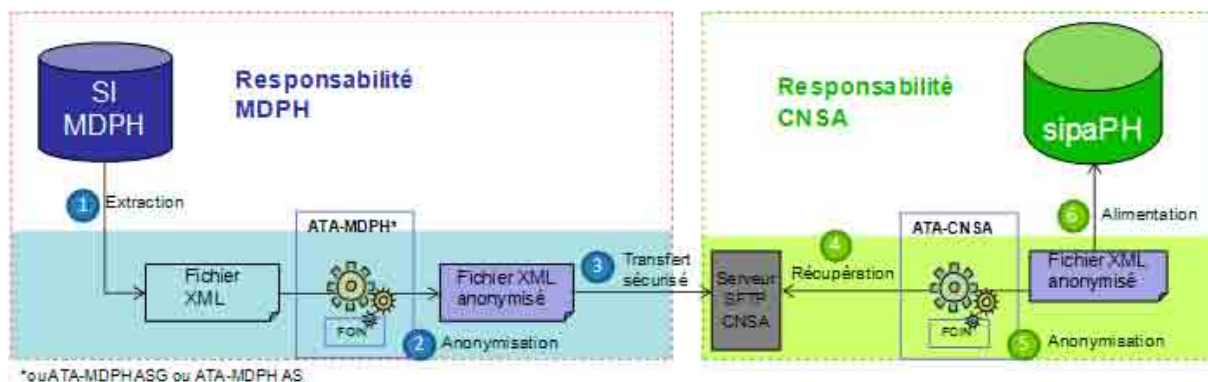 SI
MDPH
Responsabilité
MDPH
1
Extraction
ATA-MDPH*
Fichier
XML
FOIN
2
Anonymisation
Fichier XML
anonymisé
3
Transfert
sécurisé
*ou ATA-MDPH ASG ou ATA-MDPH AS
Responsabilité
CNSA
sipaPH
6
Alimentation
ATA-CNSA
4
Récupération
Serveur
SFTP
CNSA
FOIN
5
Anonymisation
Fichier XML
anonymisé